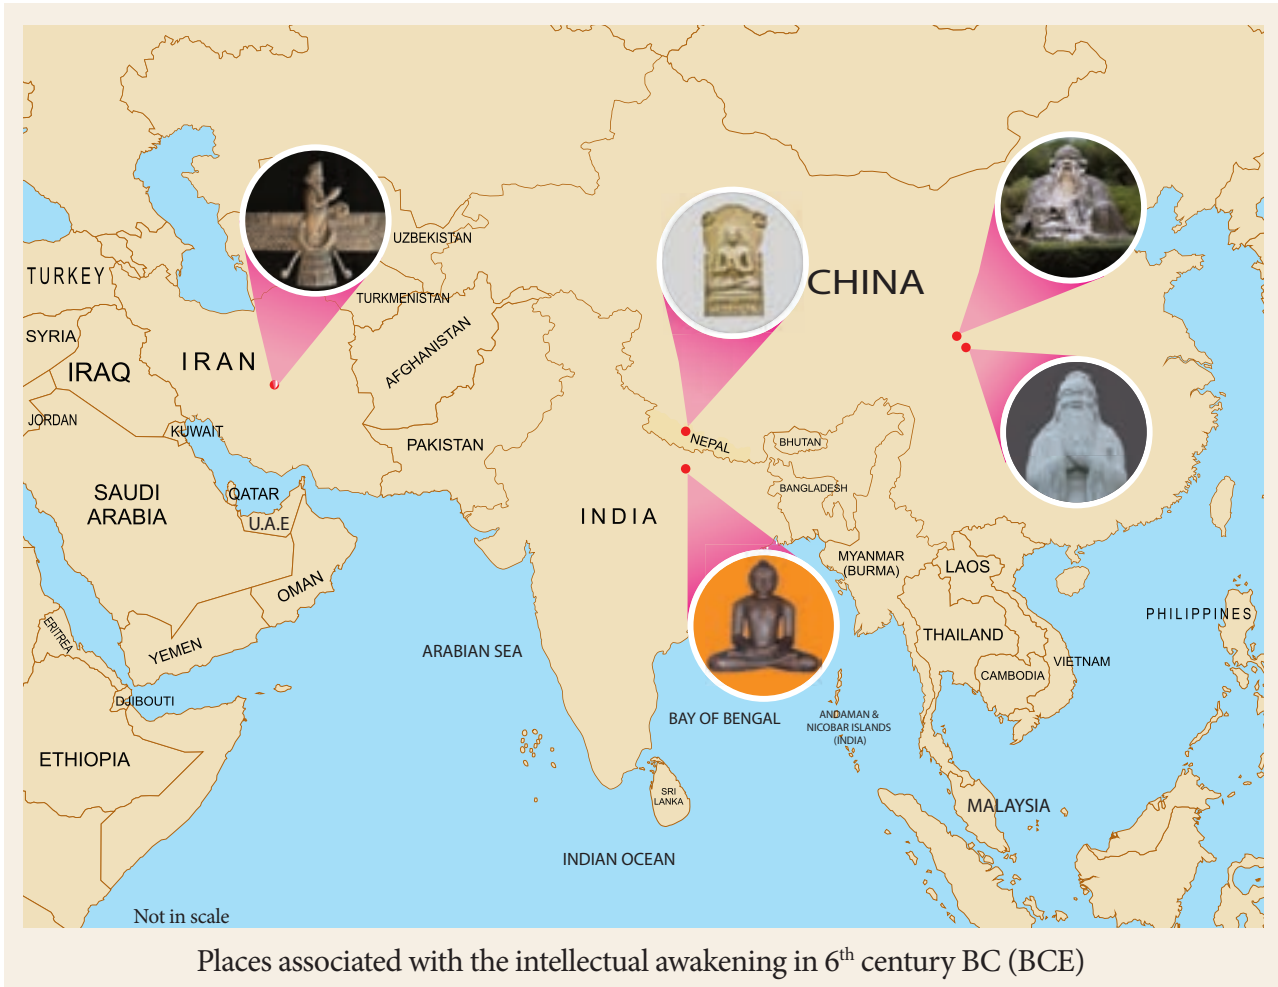 UZBEKISTAN
TURKEY
CHINA
TURKMENISTAN
SYRIA
AFGHANISTAN
IRAN
IRAQ
JORDAN
KUWAIT
NEPAL
BHUTAN
PAKISTAN
SAUDI
ARABIA
QATAR
BANGLADESH
U.A.E
INDIA
MYANMAR
(BURMA)
LAOS
OMAN
PHILIPPINES
ERITREA
THAILAND
YEMEN
ARABIAN SEA
VIETNAM
CAMBODIA
DJIBOUTI
BAY OF BENGAL
ANDAMAN &
NICOBAR ISLANDS
(INDIA)
ETHIOPIA
SRI
LANKA
MALAYSIA
INDIAN OCEAN
Not in scale
Places associated with the intellectual awakening in 6th century BC (BCE)